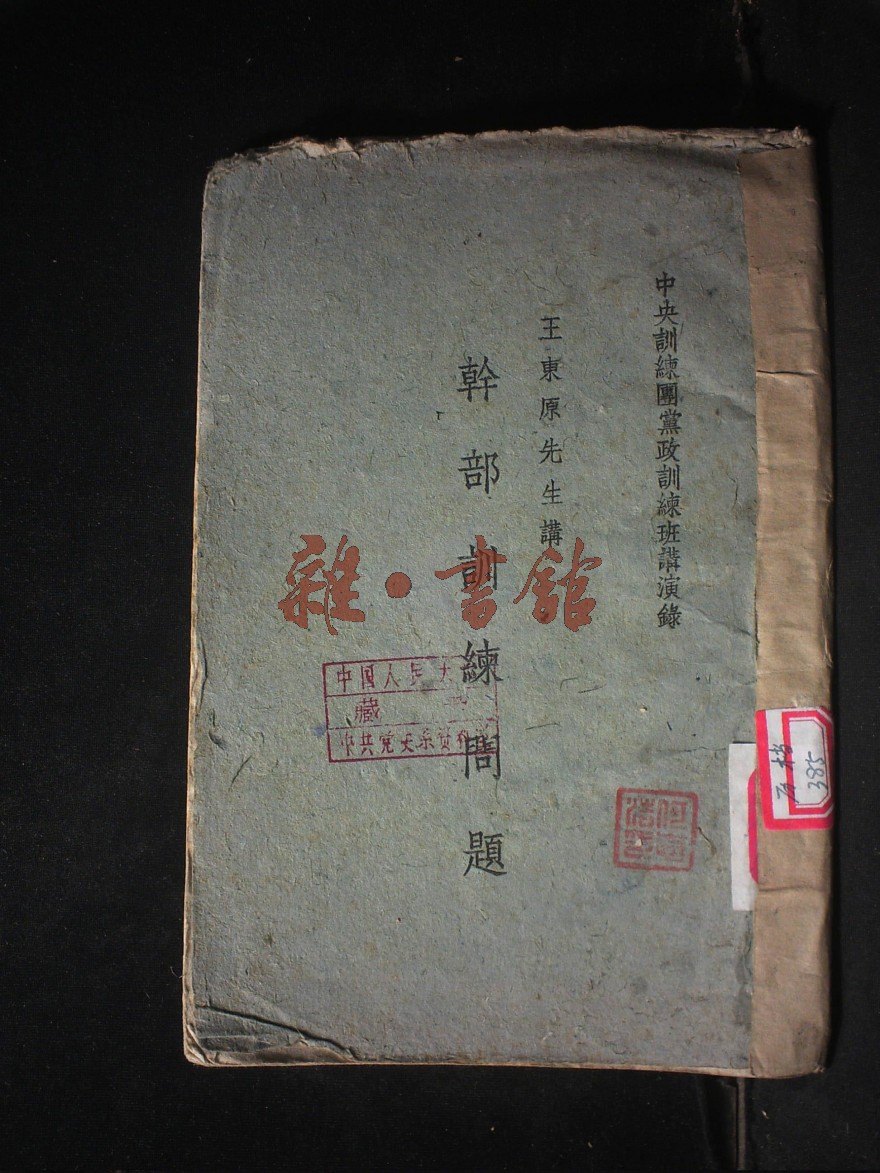 中央訓練團黨政訓練班講演錄
王東原先生講
幹部訓練問題
雜·書館
中国人民大
藏
中共党史系資料
385